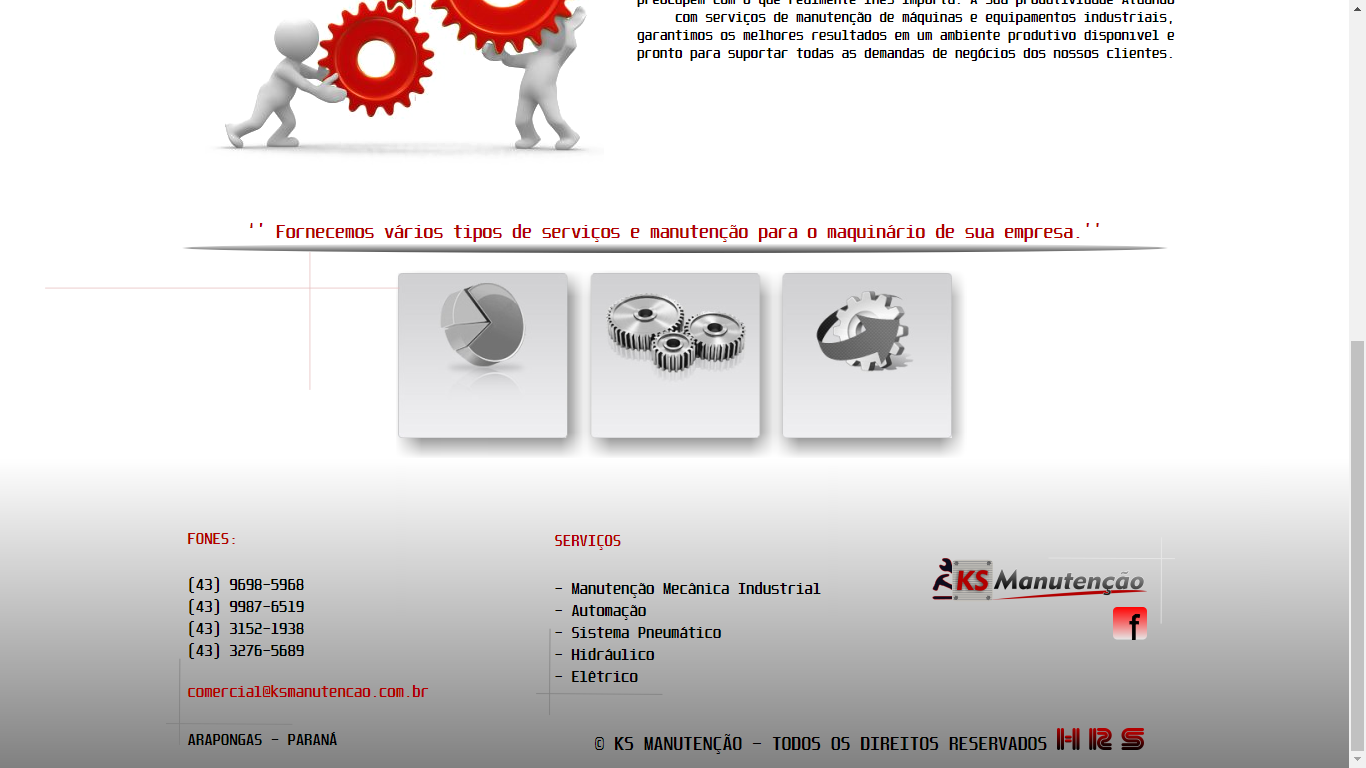 preocupem com o que realmente lhes importa: A sua produtividade Atuando
com serviços de manutenção de máquinas e equipamentos industriais,
garantimos os melhores resultados em um ambiente produtivo disponível e
pronto para suportar todas as demandas de negócios dos nossos clientes.
'' Fornecemos vários tipos de serviços e manutenção para o maquinário de sua empresa.''
FONES:
(43) 9698-5968
(43) 9987-6519
(43) 3152-1938
(43) 3276-5689
comercial@ksmanutencao.com.br
ARAPONGAS - PARANÁ
SERVIÇOS
- Manutenção Mecânica Industrial
- Automação
- Sistema Pneumático
- Hidráulico
- Elétrico
KS Manutenção
f
© KS MANUTENÇÃO - TODOS OS DIREITOS RESERVADOS HRS